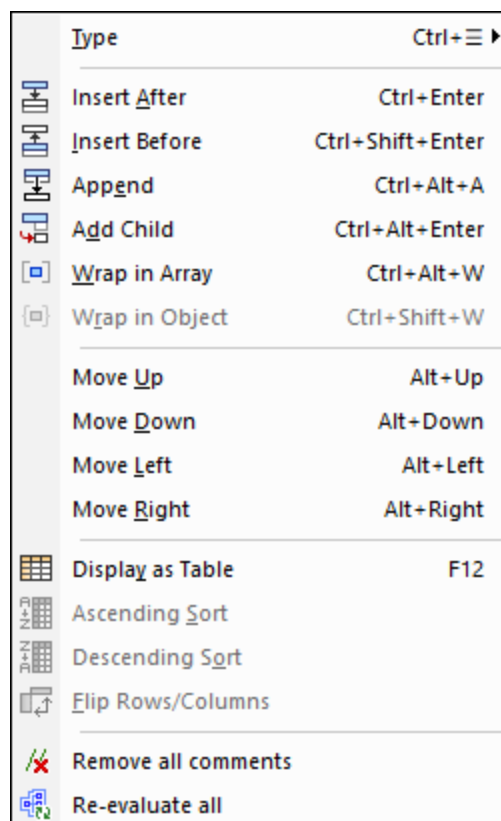 Type Ctrl+☰
Insert After Ctrl+Enter
Insert Before Ctrl+Shift+Enter
Append Ctrl+Alt+A
Add Child Ctrl+Alt+Enter
Wrap in Array Ctrl+Alt+W
Wrap in Object Ctrl+Shift+W
Move Up Alt+Up
Move Down Alt+Down
Move Left Alt+Left
Move Right Alt+Right
Display as Table F12
Ascending Sort
Descending Sort
Flip Rows/Columns
Remove all comments
Re-evaluate all